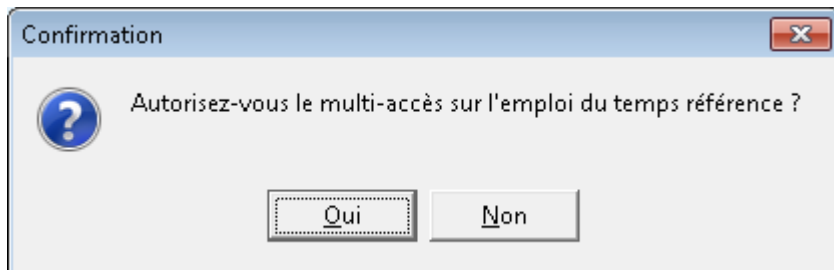 Confirmation
Autorisez-vous le multi-accès sur l'emploi du temps référence ?
Oui
Non